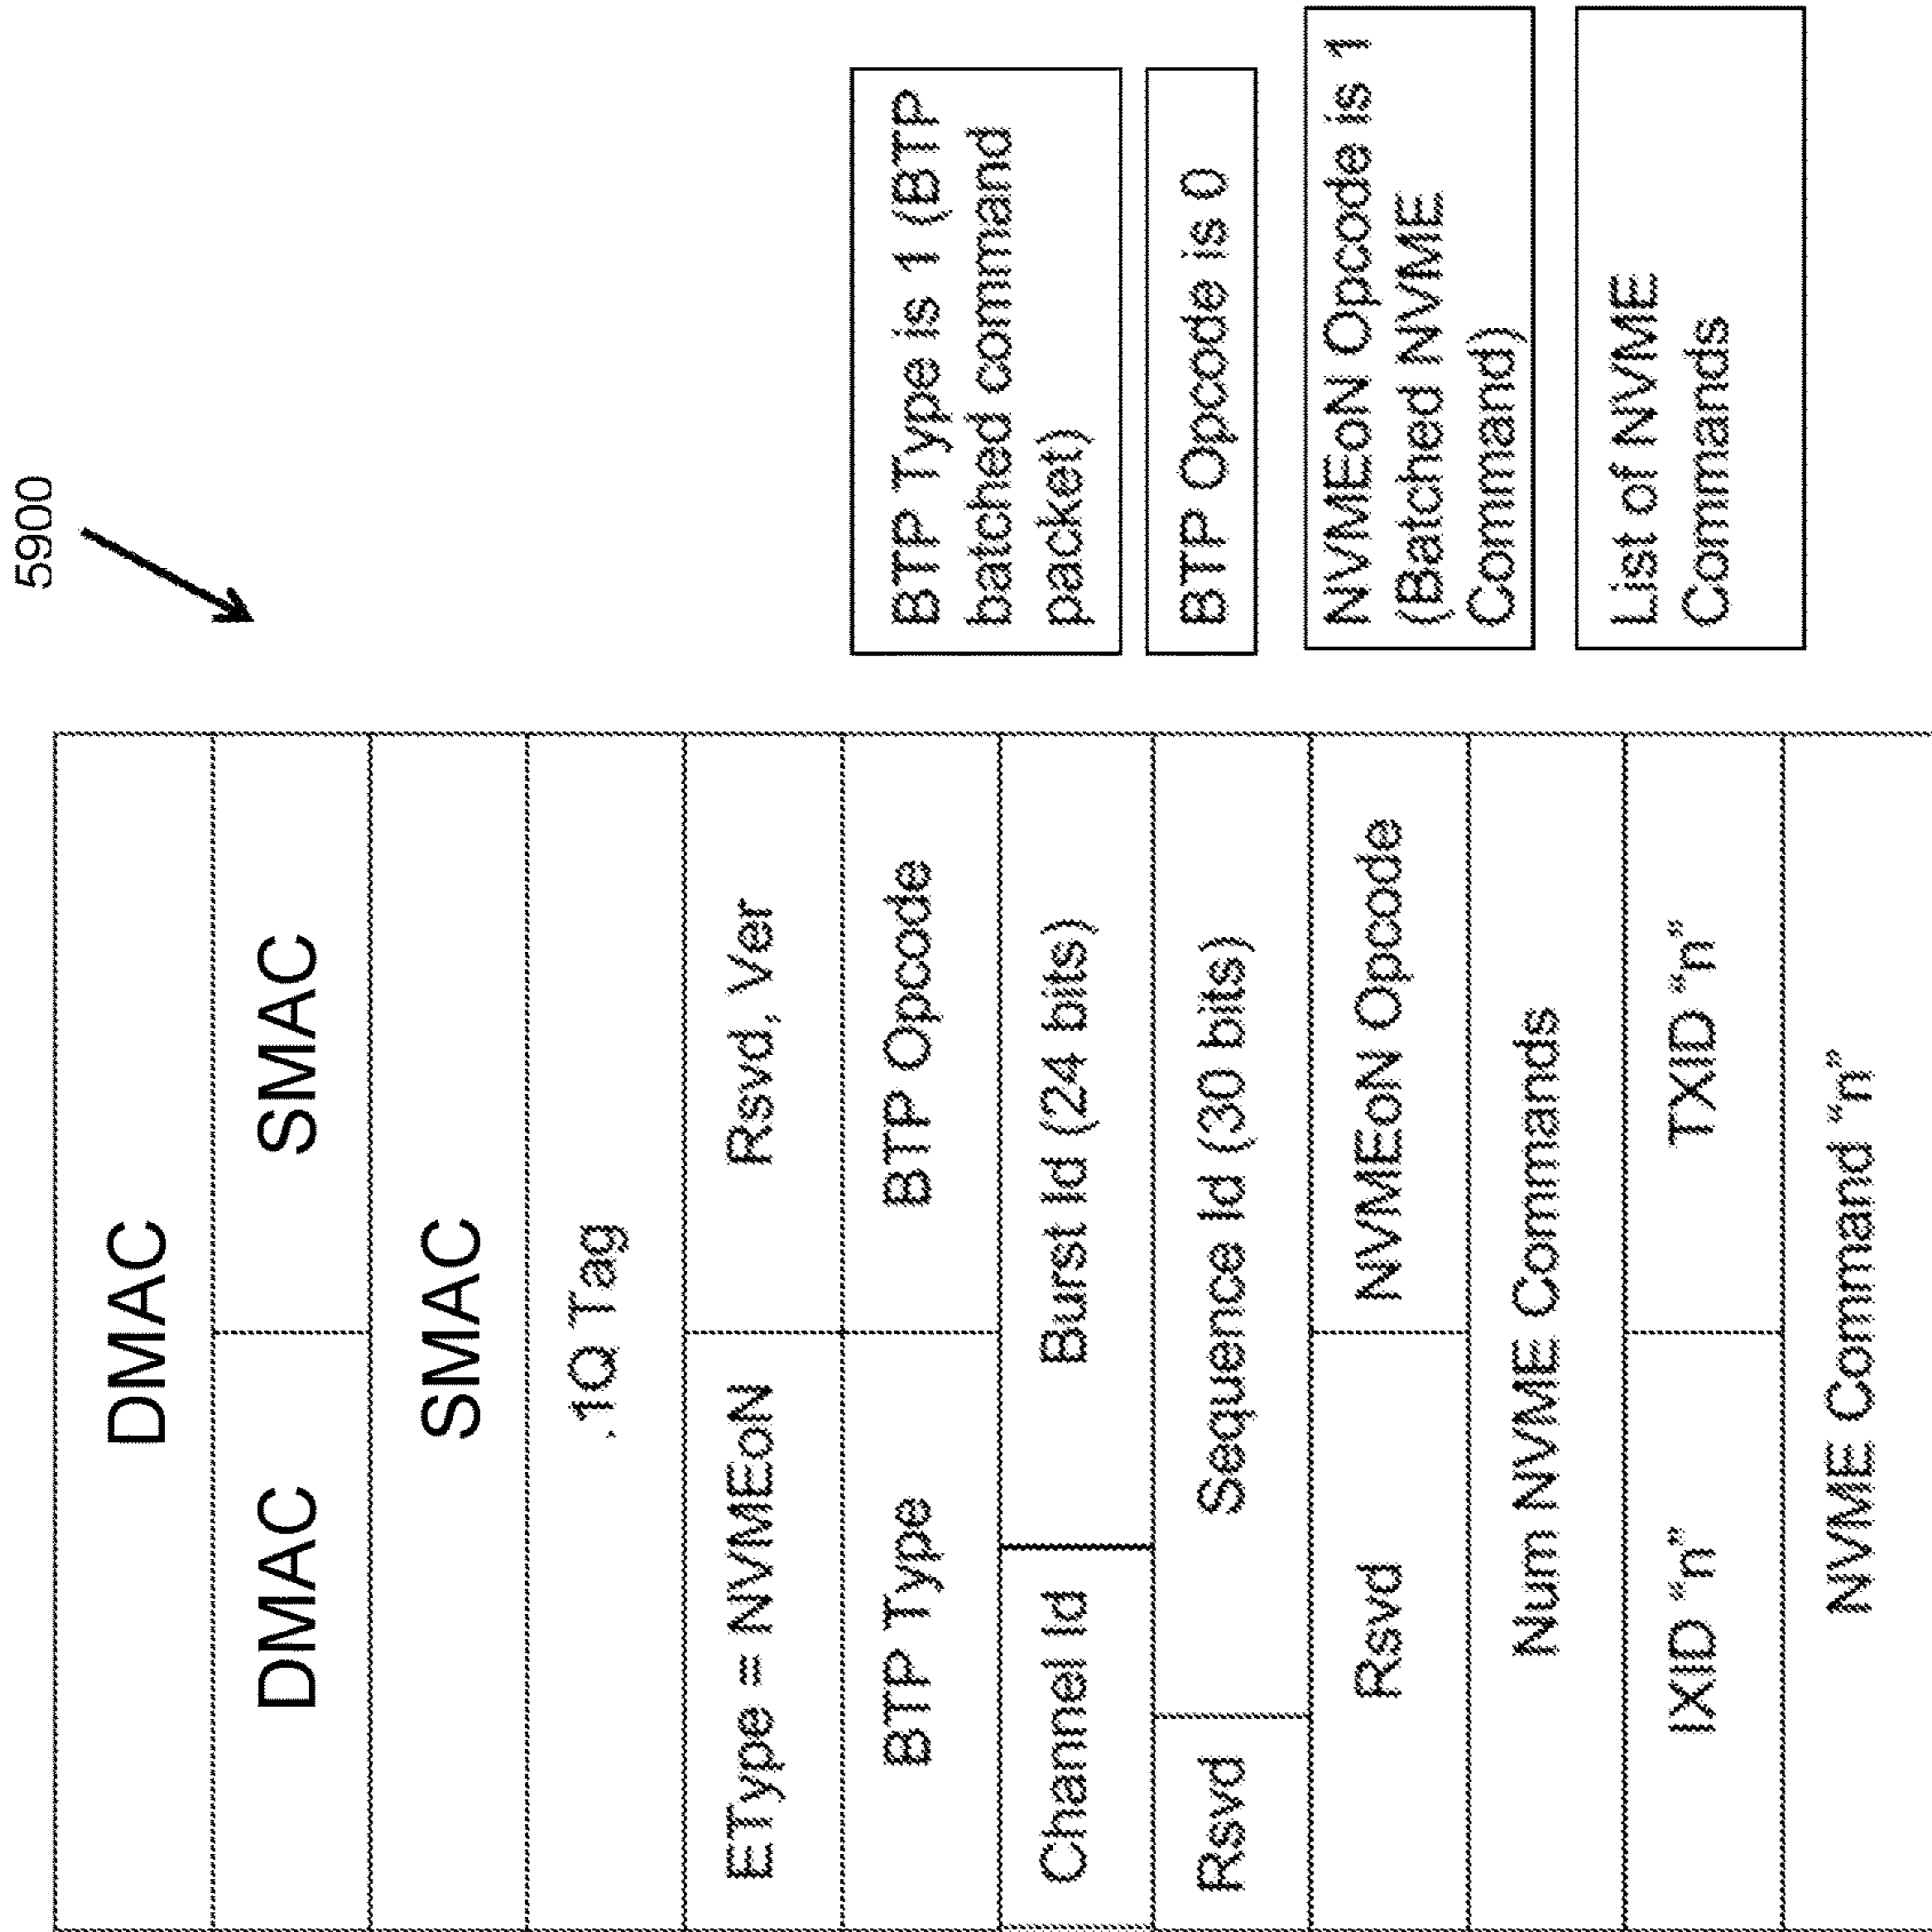 5900
DMAC
DMAC SMAC
SMAC
.1Q Tag
EType = NVMEoN Rsvd, Ver
BTP Type BTP Opcode
Channel Id Burst Id (24 bits)
Rsvd Sequence Id (30 bits)
Rsvd NVMEoN Opcode
Num NVME Commands
IXID “n” TXID “n”
NVME Command “n”
BTP Type is 1 (BTP
batched command
packet)
BTP Opcode is 0
NVMEoN Opcode is 1
(Batched NVME
Command)
List of NVME
Commands